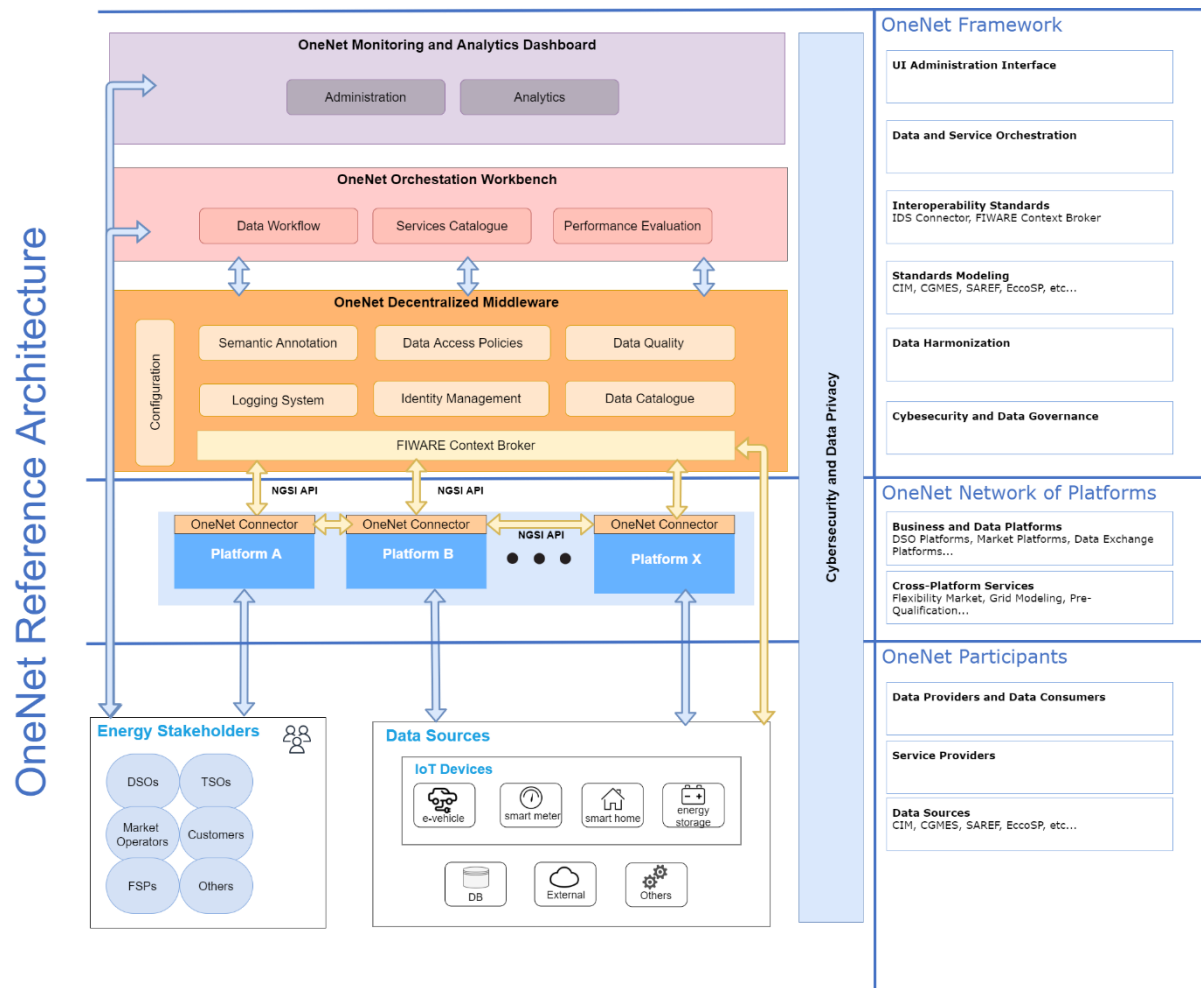 OneNet Reference Architecture
OneNet Monitoring and Analytics Dashboard
Administration
Analytics
OneNet Orchestation Workbench
Data Workflow
Services Catalogue
Performance Evaluation
OneNet Decentralized Middleware
Configuration
Semantic Annotation
Data Access Policies
Data Quality
Logging System
Identity Management
Data Catalogue
FIWARE Context Broker
NGSI API
NGSI API
OneNet Connector
OneNet Connector
OneNet Connector
NGSI API
Platform A
Platform B
Platform X
Energy Stakeholders
DSOs
TSOs
Market
Operators
Customers
FSPs
Others
Data Sources
IoT Devices
e-vehicle
smart meter
smart home
energy
storage
DB
External
Others
Cybersecurity and Data Privacy
OneNet Framework
UI Administration Interface
Data and Service Orchestration
Interoperability Standards
IDS Connector, FIWARE Context Broker
Standards Modeling
CIM, CGMES, SAREF, EccoSP, etc...
Data Harmonization
Cybesecurity and Data Governance
OneNet Network of Platforms
Business and Data Platforms
DSO Platforms, Market Platforms, Data Exchange
Platforms...
Cross-Platform Services
Flexibility Market, Grid Modeling, Pre-
Qualification...
OneNet Participants
Data Providers and Data Consumers
Service Providers
Data Sources
CIM, CGMES, SAREF, EccoSP, etc...